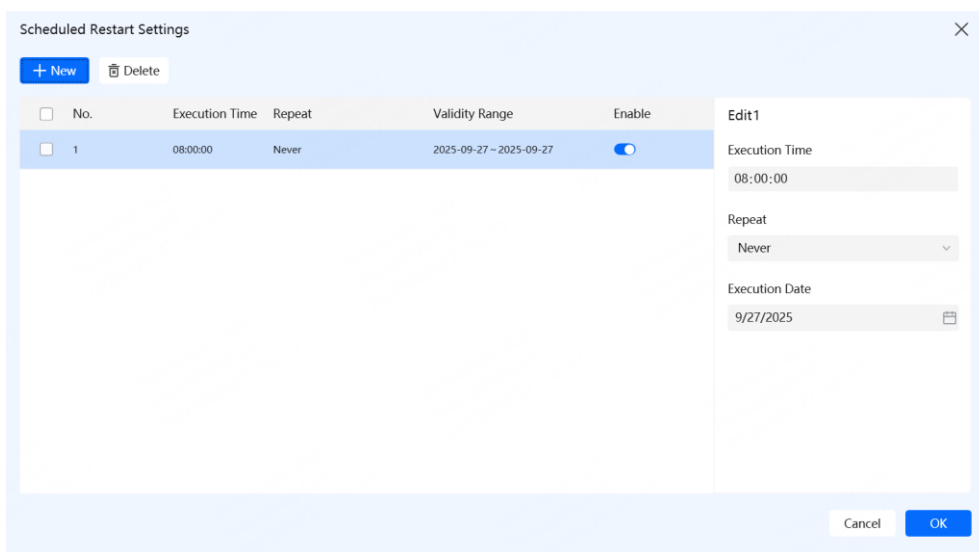 Scheduled Restart Settings
New Delete
No. Execution Time Repeat Validity Range Enable
1 08:00:00 Never 2025-09-27 ~ 2025-09-27
Edit1
Execution Time
08:00:00
Repeat
Never
Execution Date
9/27/2025
Cancel OK